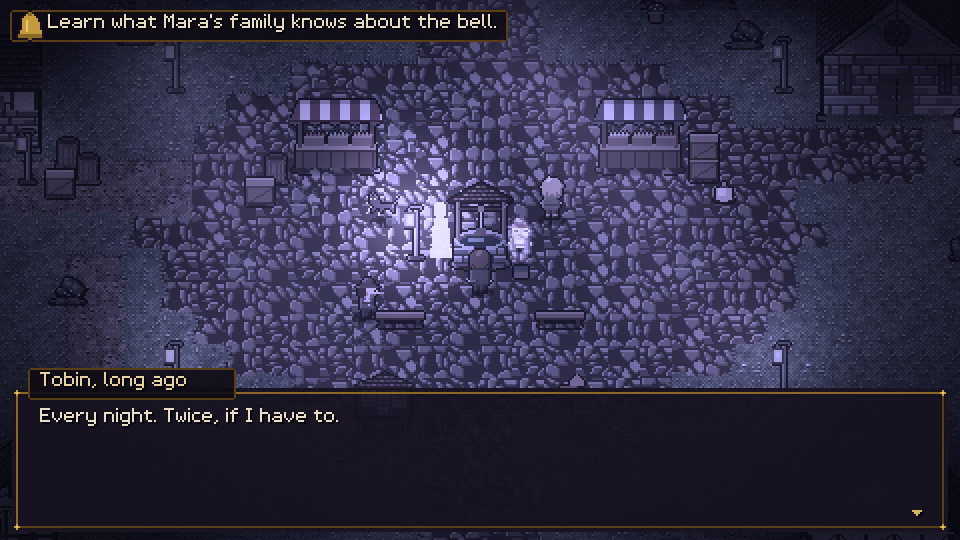 Learn what Mara's family knows about the bell.
Tobin, long ago
Every night. Twice, if I have to.